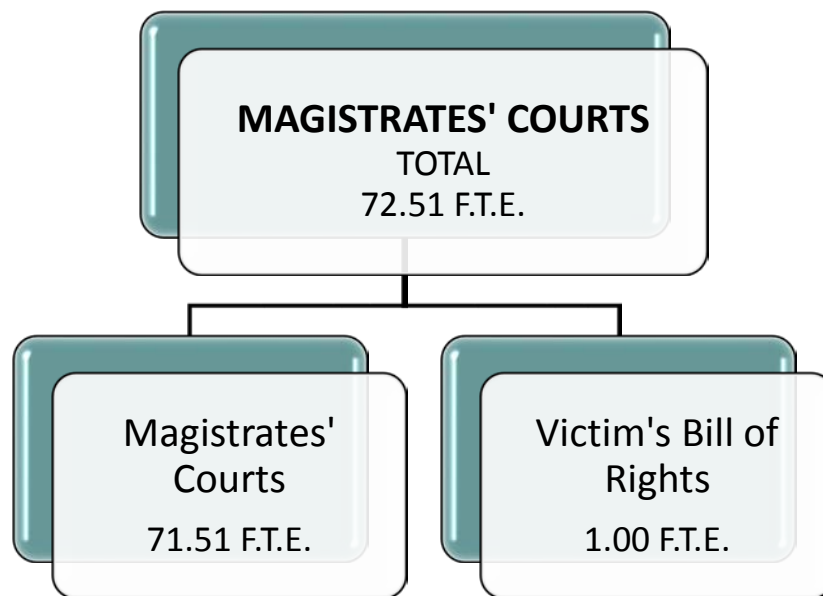 MAGISTRATES' COURTS
TOTAL
72.51 F.T.E.
Magistrates'
Courts
71.51 F.T.E.
Victim's Bill of
Rights
1.00 F.T.E.